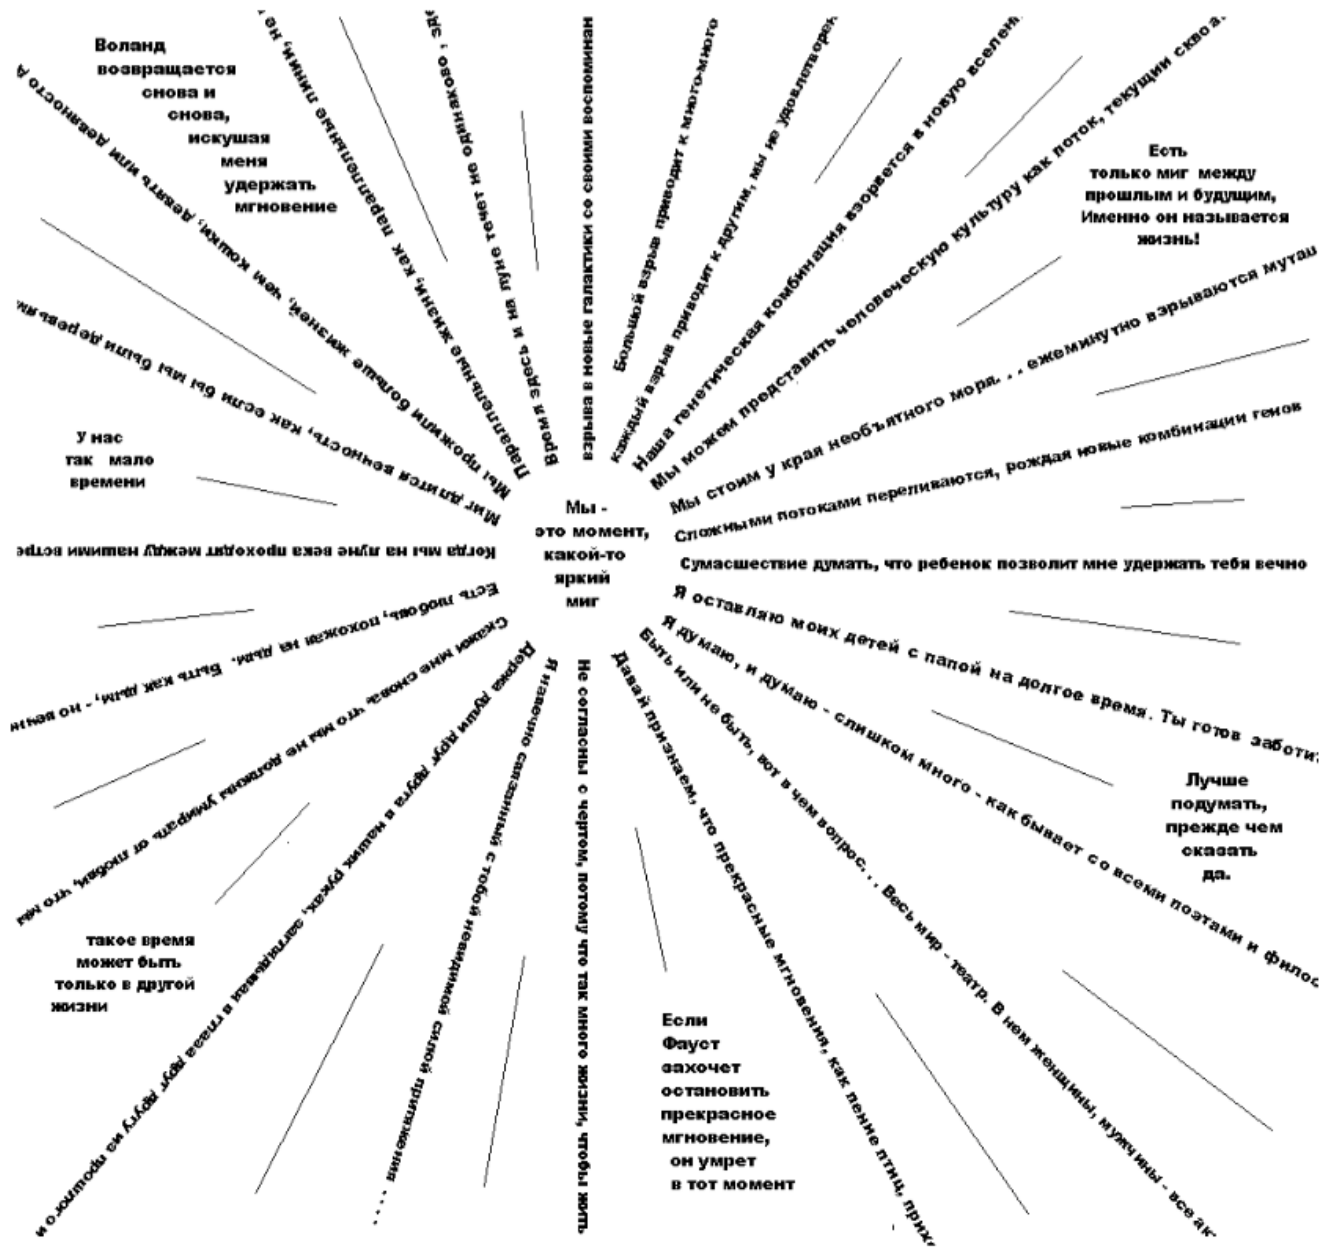 Мы -
это момент,
какой-то
яркий
миг
взрыва в новые галактики со своими воспоминан
Большой взрыв приводит к много-много
каждый взрыв приводит к другим, мы не удовлетворен
Наша генетическая комбинация взорвется в новую вселен
Мы можем представить человеческую культуру как поток, текущии сквоз
Есть
только миг между
прошлым и будущим,
Именно он называется
жизнь!
Мы стоим у края необъятного моря. . . ежеминутно взрываются мутац
Сложными потоками переливаются, рождая новые комбинации генов
Сумасшествие думать, что ребенок позволит мне удержать тебя вечно
Я оставляю моих детей с папой на долгое время. Ты готов заботит
Я думаю, и думаю - слишком много - как бывает со всеми поэтами и филос
Лучше
подумать,
прежде чем
сказать
да.
Быть или не быть, вот в чем вопрос. . . Весь мир - театр. В нем женщины, мужчины - все ак
Давай признаем, что прекрасные мгновения, как пение птиц, прихо
Если
Фауст
захочет
остановить
прекрасное
мгновение,
он умрет
в тот момент
Не согласны с чертом, потому что так много жизни, чтобы жить
Я навечно связанный с тобой невидимой силой притяжения . . .
Держа души друг друга в наших руках, заглядывая в глаза друг другу из прошлого и
такое время
может быть
только в другой
жизни
Скажи мне снова, что мы не должны умирать от любви, что мы
Есть любовь, похожая на дым. Быть как дым, - но вечн
Когда мы на луне века проходят между нашими встре
У нас
так мало
времени
Миг длится вечность, как если бы мы были деревьям
Мы прожили больше жизней, чем кошки, девять или девяносто д
Воланд
возвращается
снова и
снова,
искушая
меня
удержать
мгновение
Параллельные жизни, как параллельные линии, не
Время здесь и на луне течет не одинаково , зде